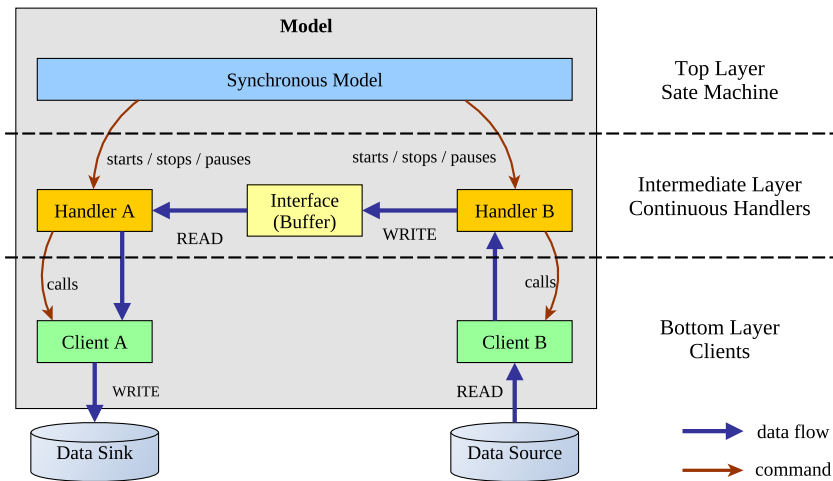 Model
Synchronous Model
Top Layer
Sate Machine
starts / stops / pauses
starts / stops / pauses
Handler A
Interface
(Buffer)
Handler B
Intermediate Layer
Continuous Handlers
READ
WRITE
calls
calls
Client A
Client B
Bottom Layer
Clients
WRITE
READ
Data Sink
Data Source
data flow
command